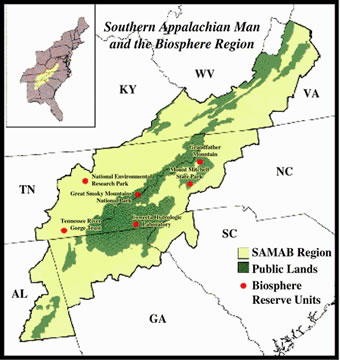 Southern Appalachian Man
and the Biosphere Region
KY
WV
VA
Grandfather
Mountain
National Environmental
Research Park
Mount Mitchell
State Park
TN
NC
Great Smoky Mountains
National Park
Tennessee River
Gorge Trust
Coweeta Hydrologic
Laboratory
SC
SAMAB Region
Public Lands
Biosphere
Reserve Units
AL
GA